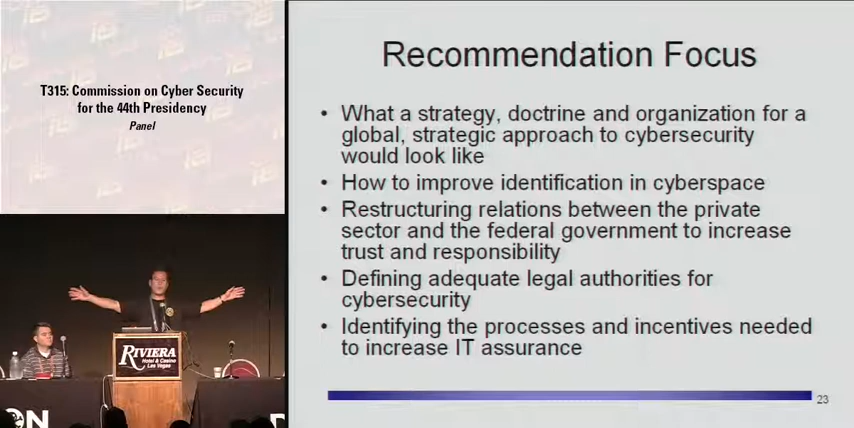 T315: Commission on Cyber Security
for the 44th Presidency
Panel
Recommendation Focus
• What a strategy, doctrine and organization for a
global, strategic approach to cybersecurity
would look like
• How to improve identification in cyberspace
• Restructuring relations between the private
sector and the federal government to increase
trust and responsibility
• Defining adequate legal authorities for
cybersecurity
• Identifying the processes and incentives needed
to increase IT assurance
23
RIVIERA
Hotel & Casino
Las Vegas
ON